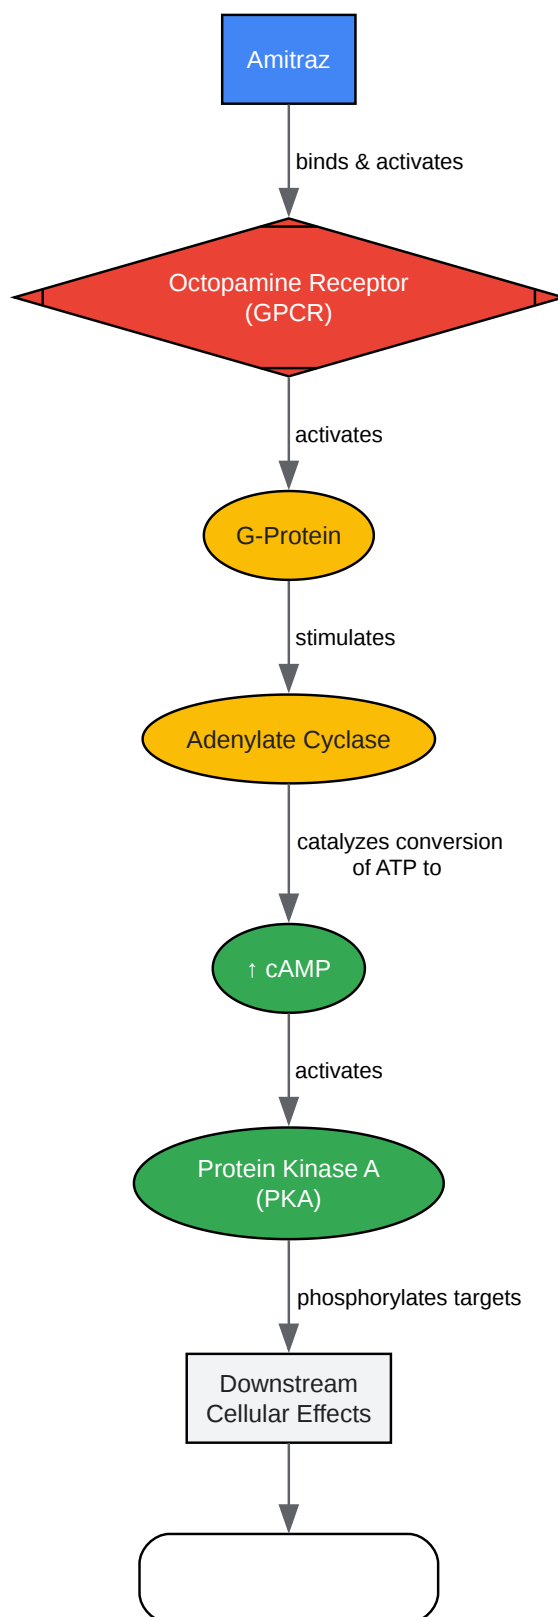 Amitraz
binds & activates
Octopamine Receptor
(GPCR)
activates
G-Protein
stimulates
Adenylate Cyclase
catalyzes conversion
of ATP to
↑ cAMP
activates
Protein Kinase A
(PKA)
phosphorylates targets
Downstream
Cellular Effects